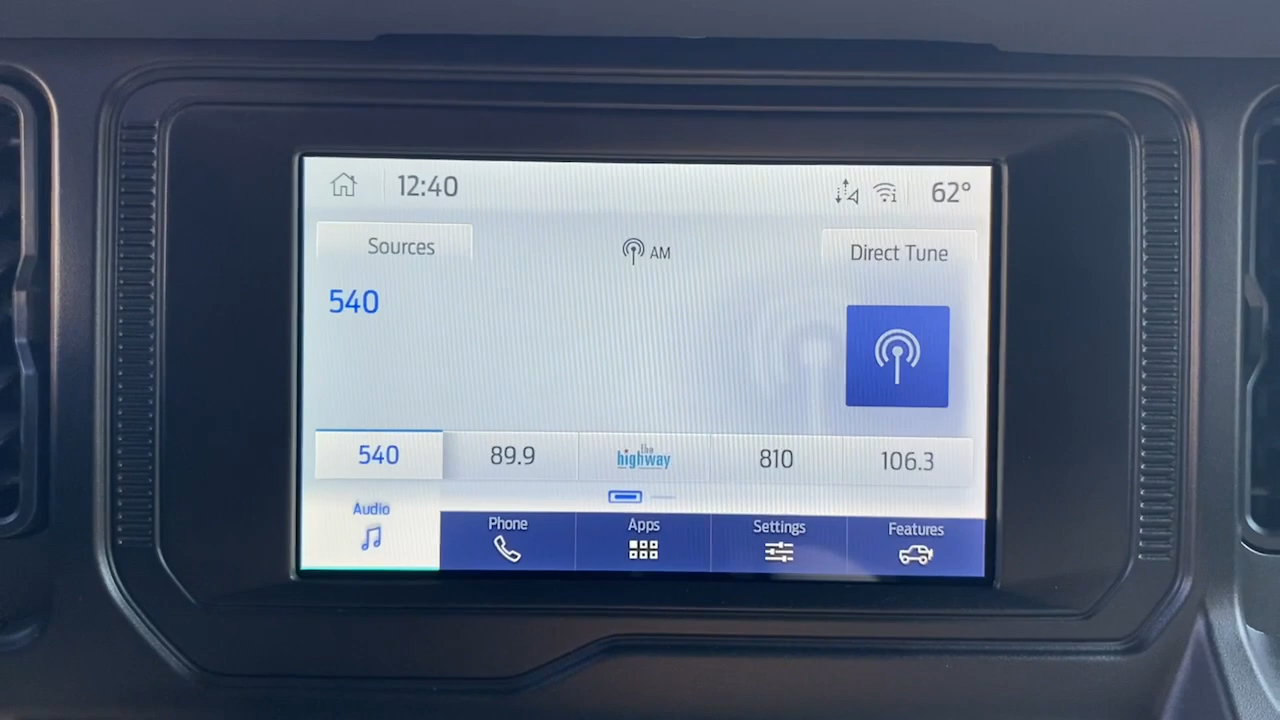 12:40
62°
Sources
AM
Direct Tune
540
540
89.9
the highway
810
106.3
Audio
Phone
Apps
Settings
Features